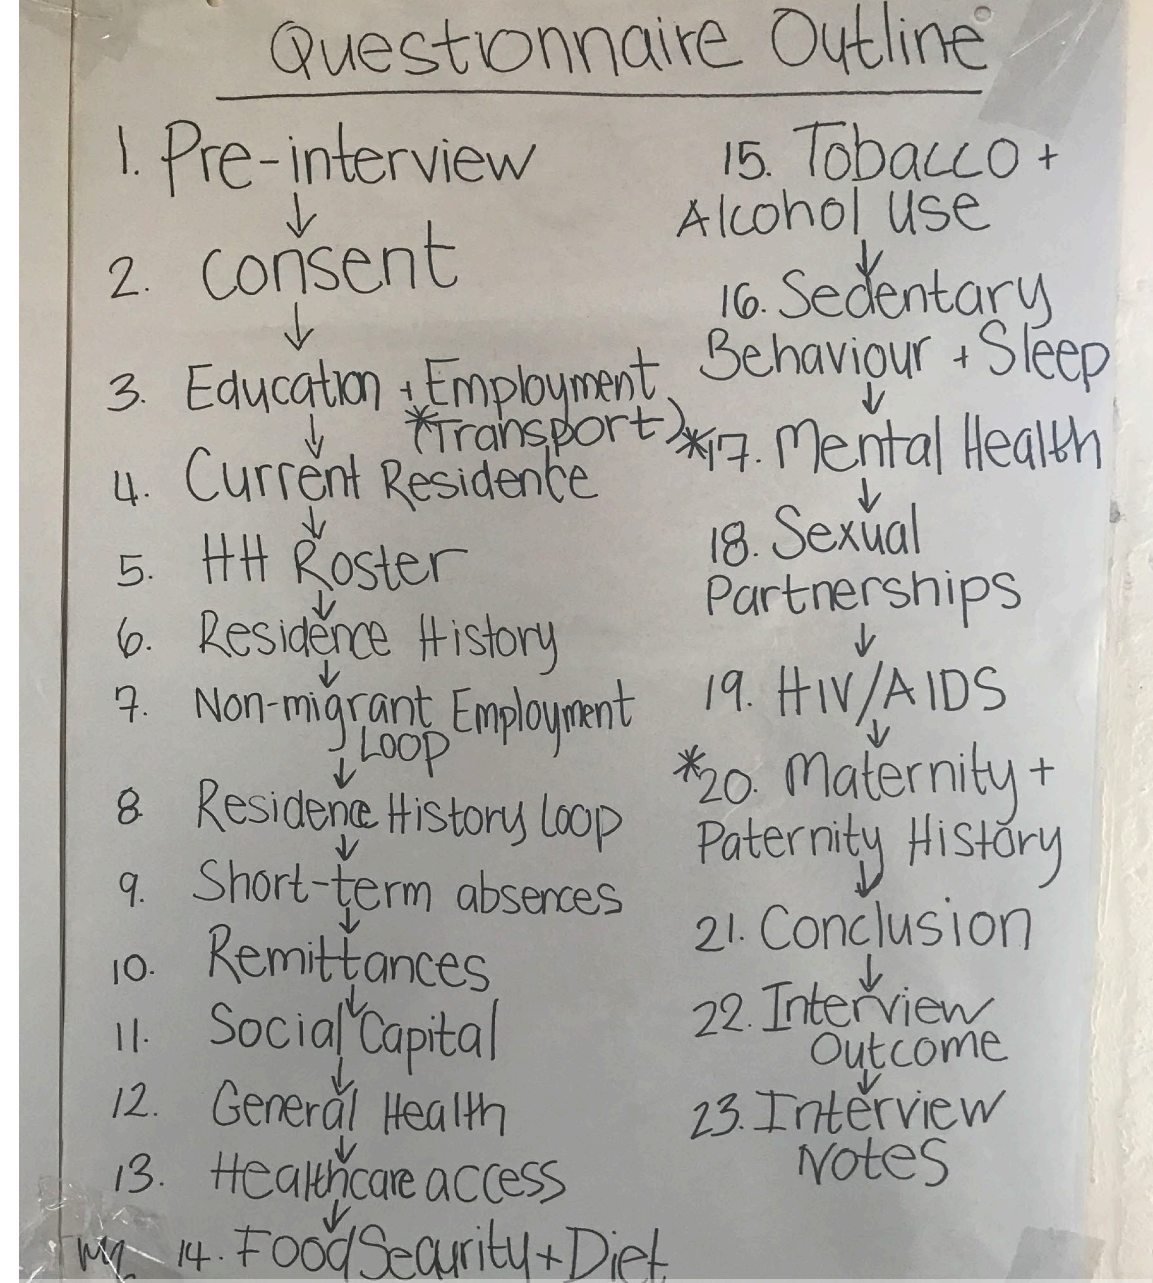 Questionnaire Outline
1. Pre-interview
↓
2. Consent
↓
3. Education + Employment
*(Transport)
↓
4. Current Residence
↓
5. HH Roster
↓
6. Residence History
↓
7. Non-migrant Employment
Loop
↓
8 Residence History loop
↓
9. Short-term absences
↓
10. Remittances
↓
11. Social Capital
↓
12. General Health
↓
13. Healthcare access
↓
14. Food Security + Diet
15. Tobacco +
Alcohol use
↓
16. Sedentary
Behaviour + Sleep
↓
*17. Mental Health
↓
18. Sexual
Partnerships
↓
19. HIV/AIDS
↓
*20. Maternity +
Paternity History
↓
21. Conclusion
↓
22. Interview
Outcome
↓
23. Interview
Notes